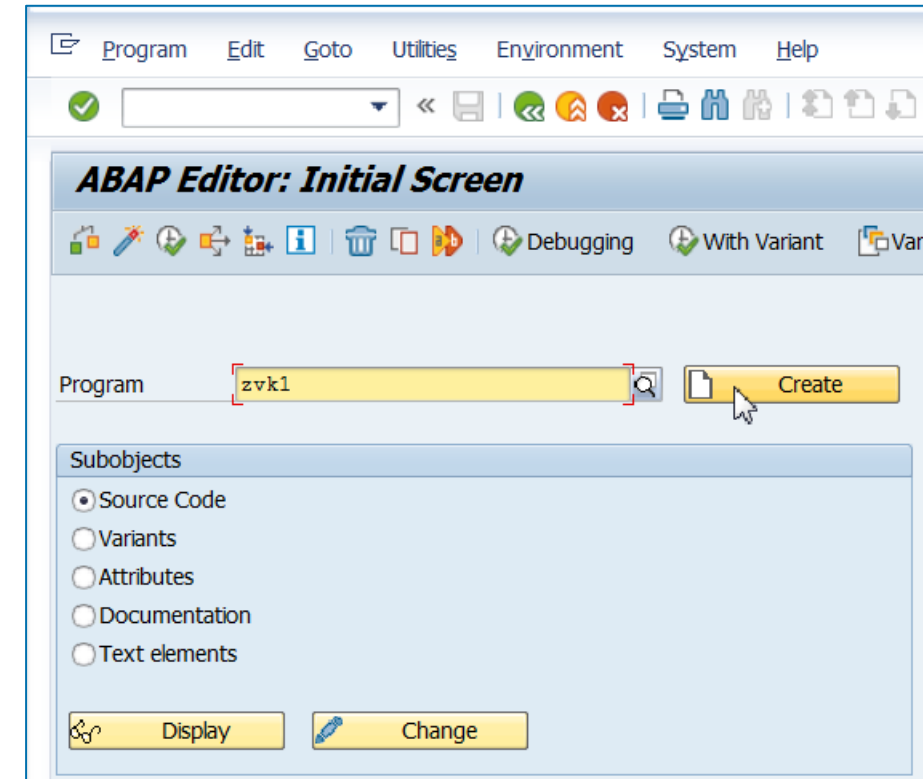 Program Edit Goto Utilities Environment System Help
ABAP Editor: Initial Screen
Debugging With Variant Var
Program zvk1 Create
Subobjects
Source Code
Variants
Attributes
Documentation
Text elements
Display Change